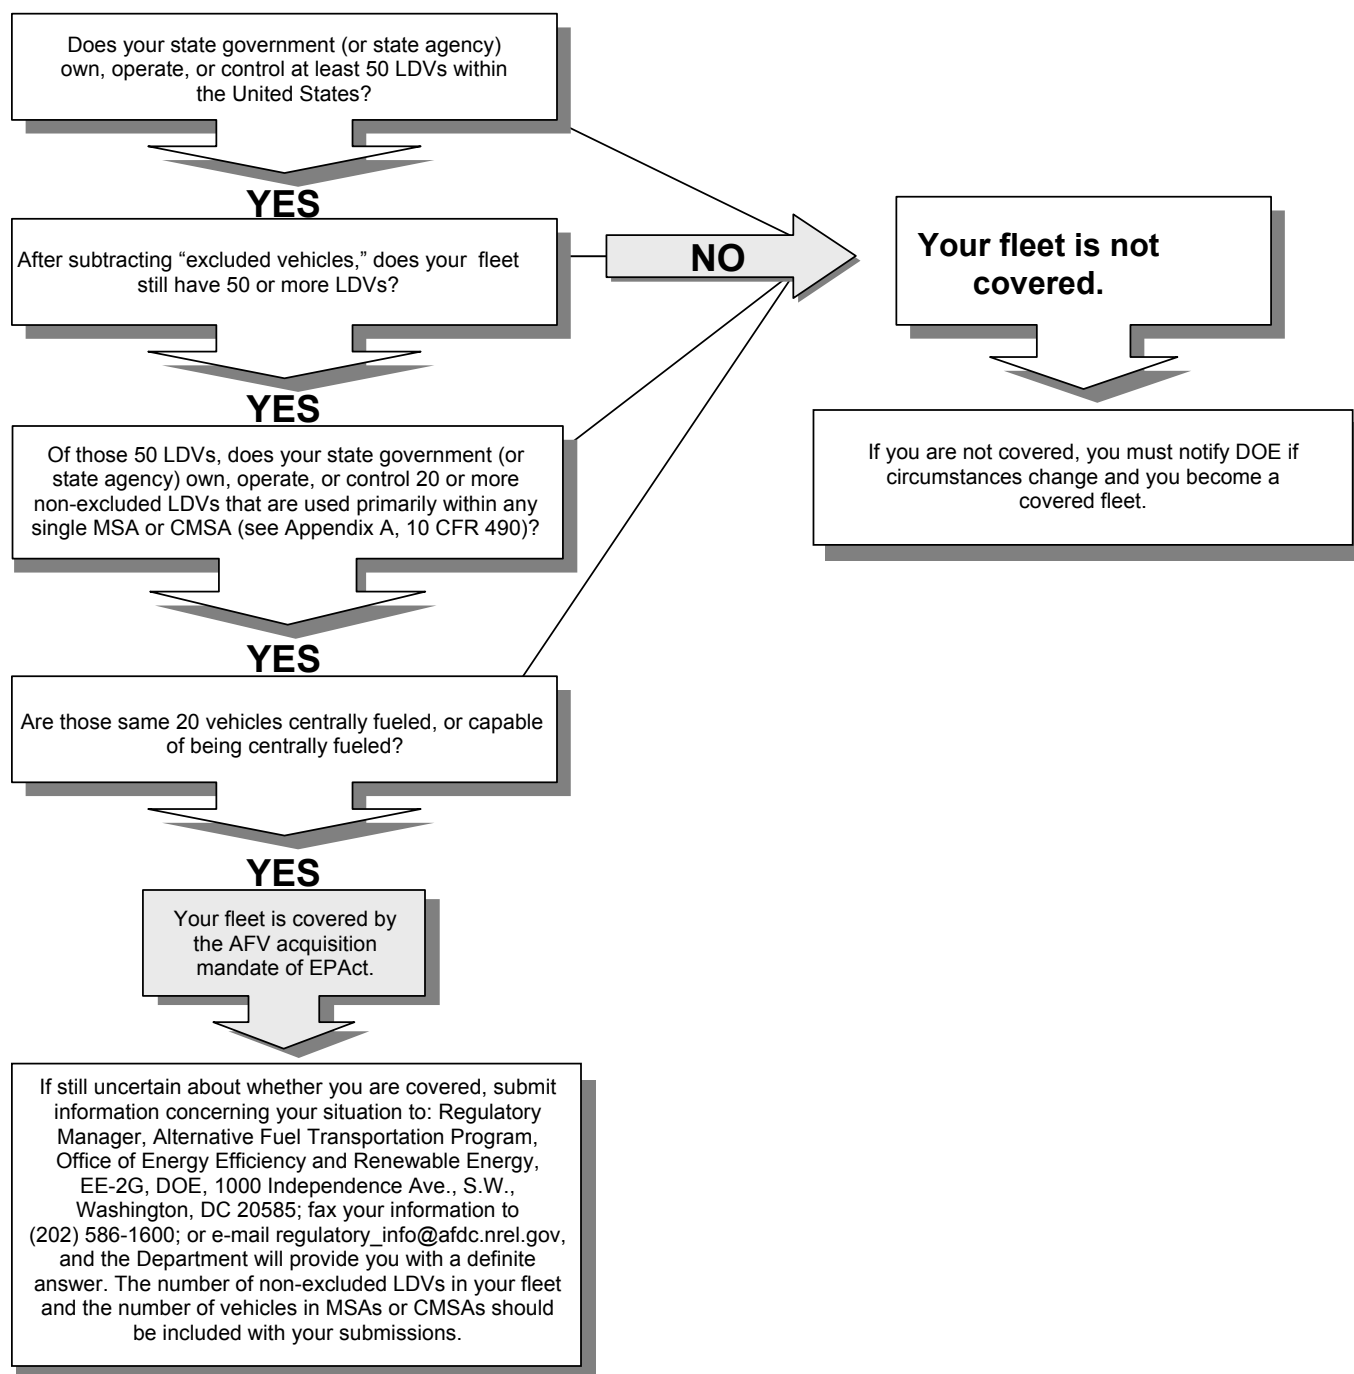 Does your state government (or state agency)
own, operate, or control at least 50 LDVs within
the United States?
YES
After subtracting “excluded vehicles,” does your fleet
still have 50 or more LDVs?
YES
Of those 50 LDVs, does your state government (or
state agency) own, operate, or control 20 or more
non-excluded LDVs that are used primarily within any
single MSA or CMSA (see Appendix A, 10 CFR 490)?
YES
Are those same 20 vehicles centrally fueled, or capable
of being centrally fueled?
YES
Your fleet is covered by
the AFV acquisition
mandate of EPAct.
If still uncertain about whether you are covered, submit
information concerning your situation to: Regulatory
Manager, Alternative Fuel Transportation Program,
Office of Energy Efficiency and Renewable Energy,
EE-2G, DOE, 1000 Independence Ave., S.W.,
Washington, DC 20585; fax your information to
(202) 586-1600; or e-mail regulatory_info@afdc.nrel.gov,
and the Department will provide you with a definite
answer. The number of non-excluded LDVs in your fleet
and the number of vehicles in MSAs or CMSAs should
be included with your submissions.
NO
Your fleet is not
covered.
If you are not covered, you must notify DOE if
circumstances change and you become a
covered fleet.